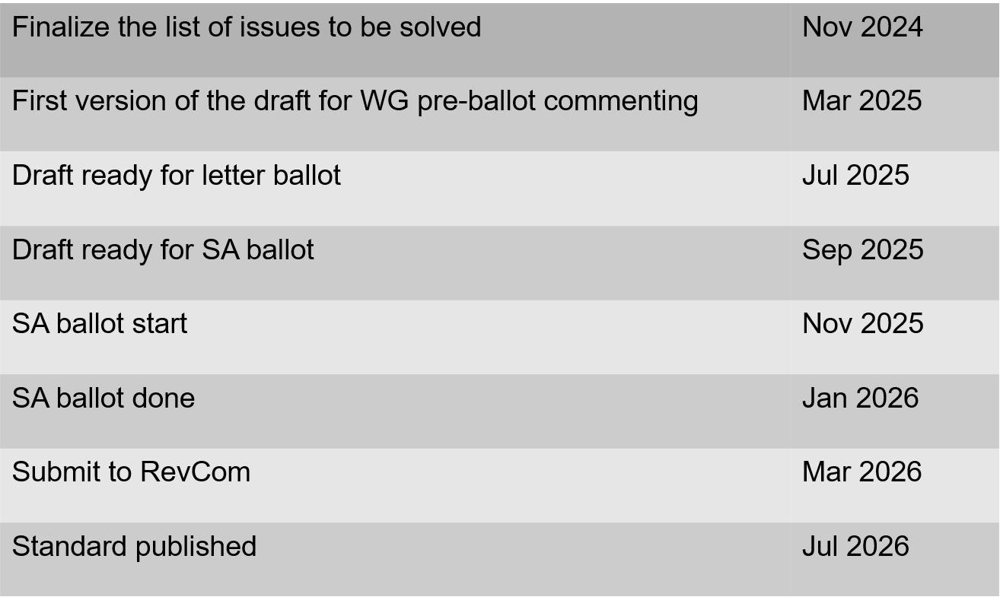 Finalize the list of issues to be solved Nov 2024
First version of the draft for WG pre-ballot commenting Mar 2025
Draft ready for letter ballot Jul 2025
Draft ready for SA ballot Sep 2025
SA ballot start Nov 2025
SA ballot done Jan 2026
Submit to RevCom Mar 2026
Standard published Jul 2026